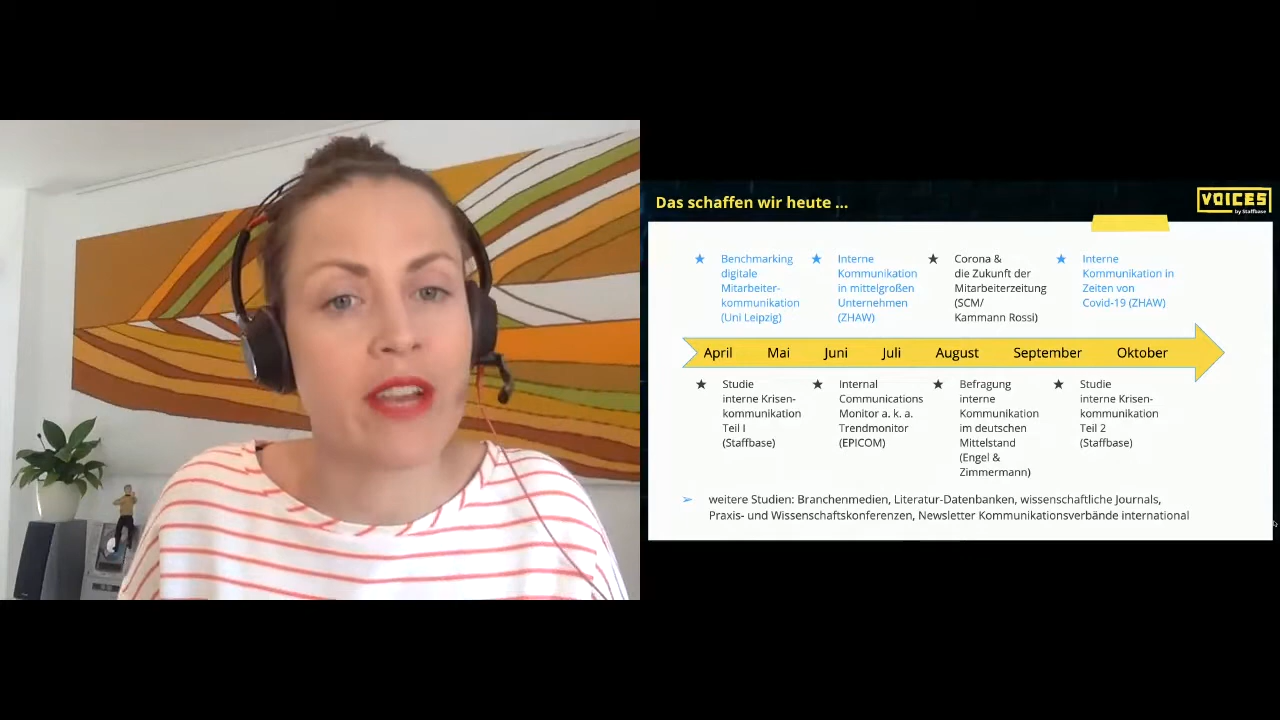 Das schaffen wir heute ...
VOICES
by Staffbase
Benchmarking
digitale
Mitarbeiter-
kommunikation
(Uni Leipzig)
Interne
Kommunikation
in mittelgroßen
Unternehmen
(ZHAW)
Corona &
die Zukunft der
Mitarbeiterzeitung
(SCM/
Kammann Rossi)
Interne
Kommunikation in
Zeiten von
Covid-19 (ZHAW)
April Mai Juni Juli August September Oktober
Studie
interne Krisen-
kommunikation
Teil I
(Staffbase)
Internal
Communications
Monitor a. k. a.
Trendmonitor
(EPICOM)
Befragung
interne
Kommunikation
im deutschen
Mittelstand
(Engel &
Zimmermann)
Studie
interne Krisen-
kommunikation
Teil 2
(Staffbase)
weitere Studien: Branchenmedien, Literatur-Datenbanken, wissenschaftliche Journals,
Praxis- und Wissenschaftskonferenzen, Newsletter Kommunikationsverbände international